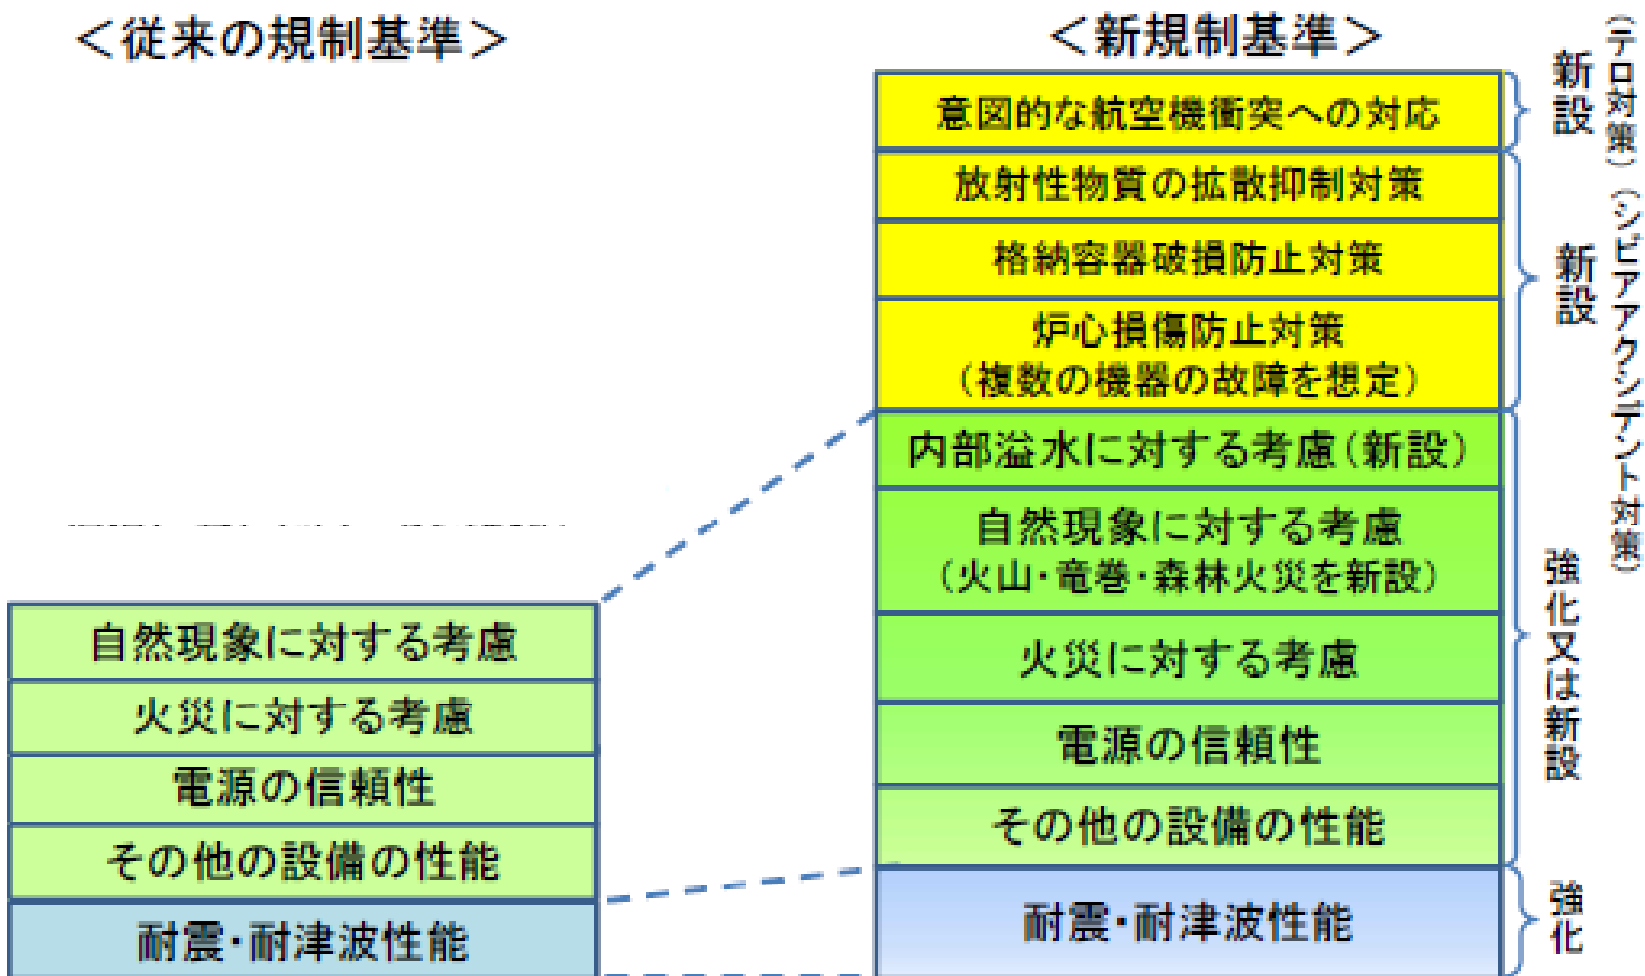 ＜従来の規制基準＞
自然現象に対する考慮
火災に対する考慮
電源の信頼性
その他の設備の性能
耐震・耐津波性能
＜新規制基準＞
意図的な航空機衝突への対応
放射性物質の拡散抑制対策
格納容器破損防止対策
炉心損傷防止対策
（複数の機器の故障を想定）
内部溢水に対する考慮（新設）
自然現象に対する考慮
（火山・竜巻・森林火災を新設）
火災に対する考慮
電源の信頼性
その他の設備の性能
耐震・耐津波性能
新設
（テロ対策）
新設
（シビアアクシデント対策）
強化又は新設
強化